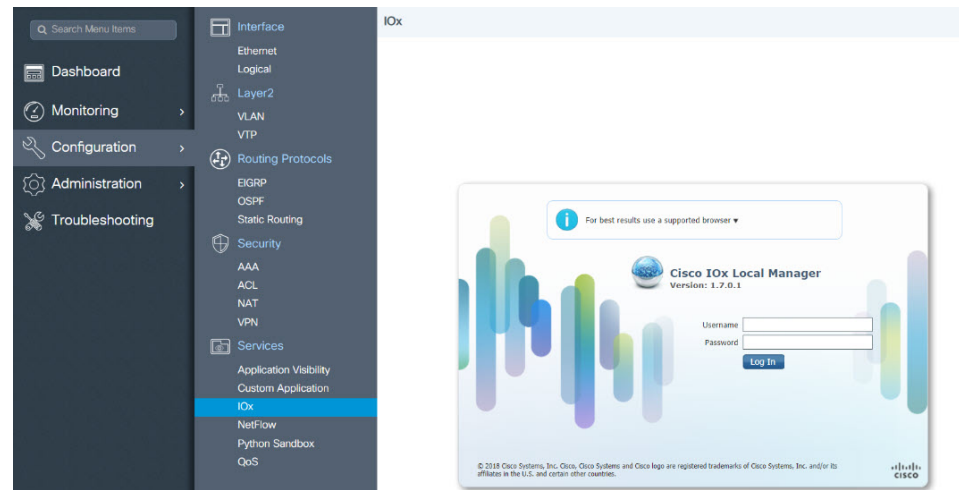 Search Menu Items
Dashboard
Monitoring
Configuration
Administration
Troubleshooting
Interface
Ethernet
Logical
Layer2
VLAN
VTP
Routing Protocols
EIGRP
OSPF
Static Routing
Security
AAA
ACL
NAT
VPN
Services
Application Visibility
Custom Application
IOx
NetFlow
Python Sandbox
QoS
IOx
For best results use a supported browser ▾
Cisco IOx Local Manager
Version: 1.7.0.1
Username
Password
Log In
© 2018 Cisco Systems, Inc. Cisco, Cisco Systems and Cisco logo are registered trademarks of Cisco Systems, Inc. and/or its
affiliates in the U.S. and certain other countries.
CISCO